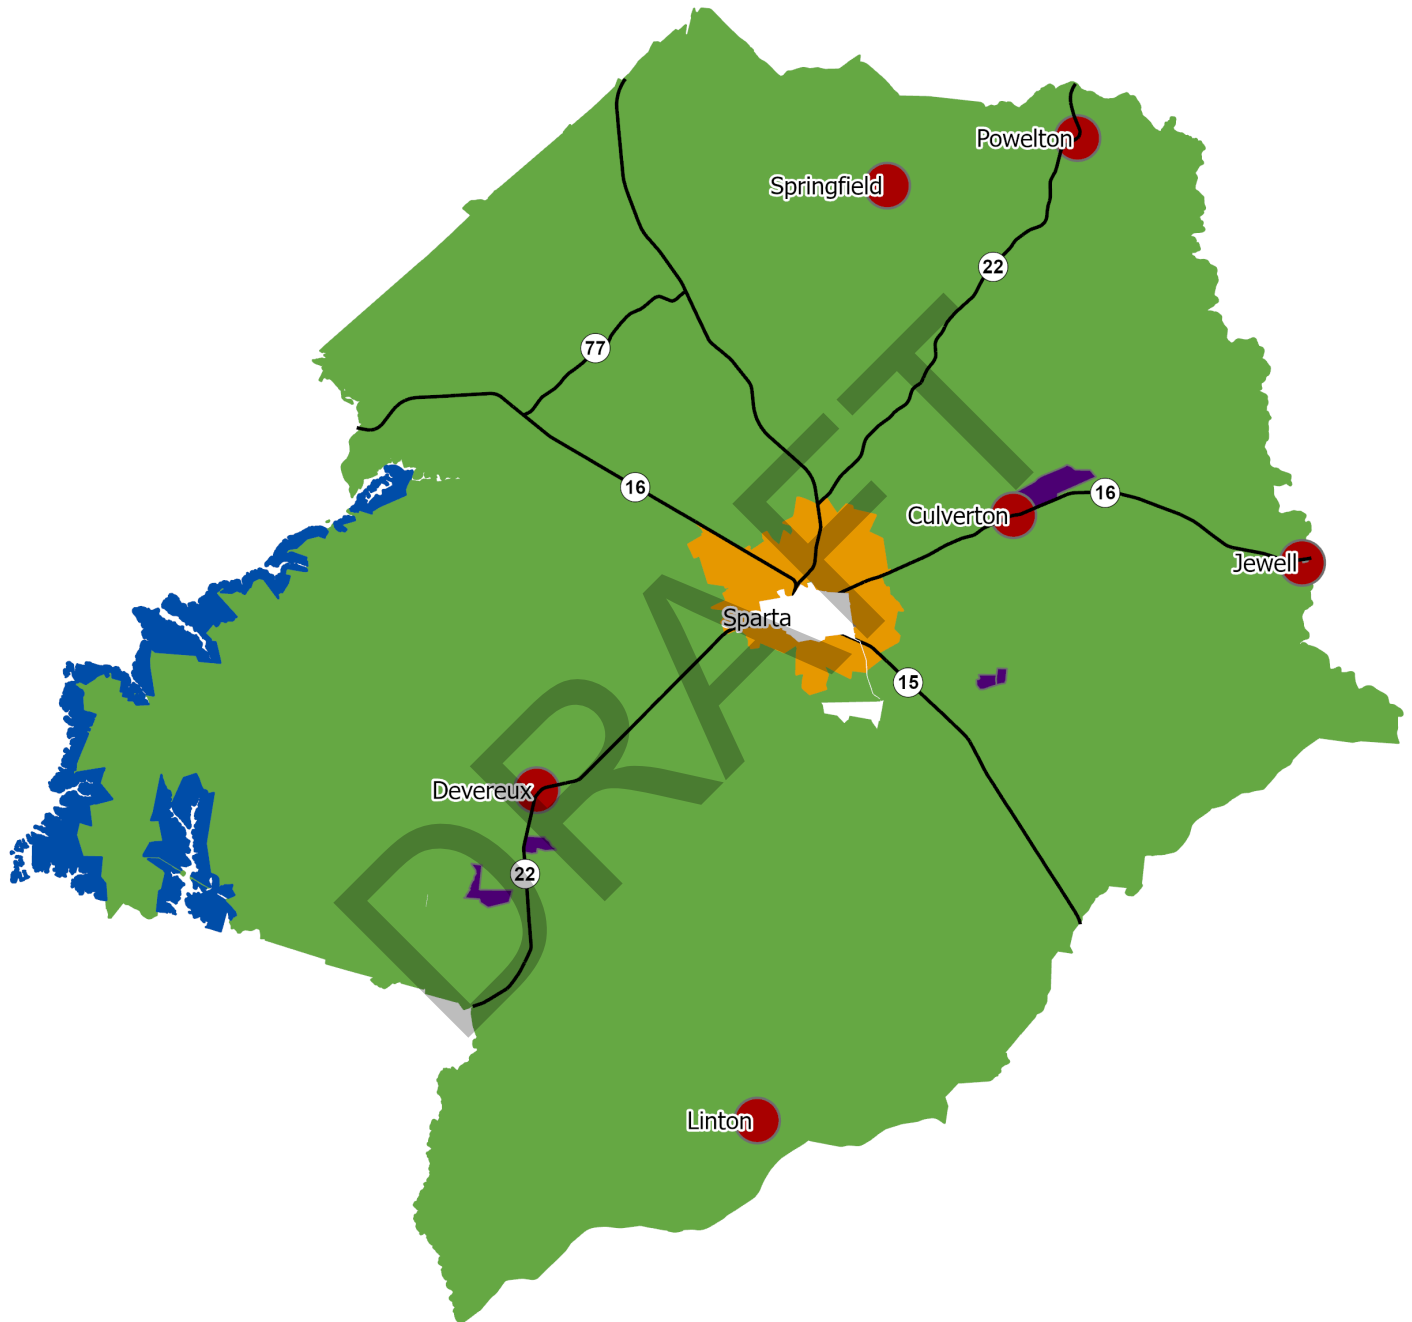 Powelton
Springfield
22
77
16
16
Culverton
Jewell
Sparta
15
Devereux
22
Linton
DRAFT